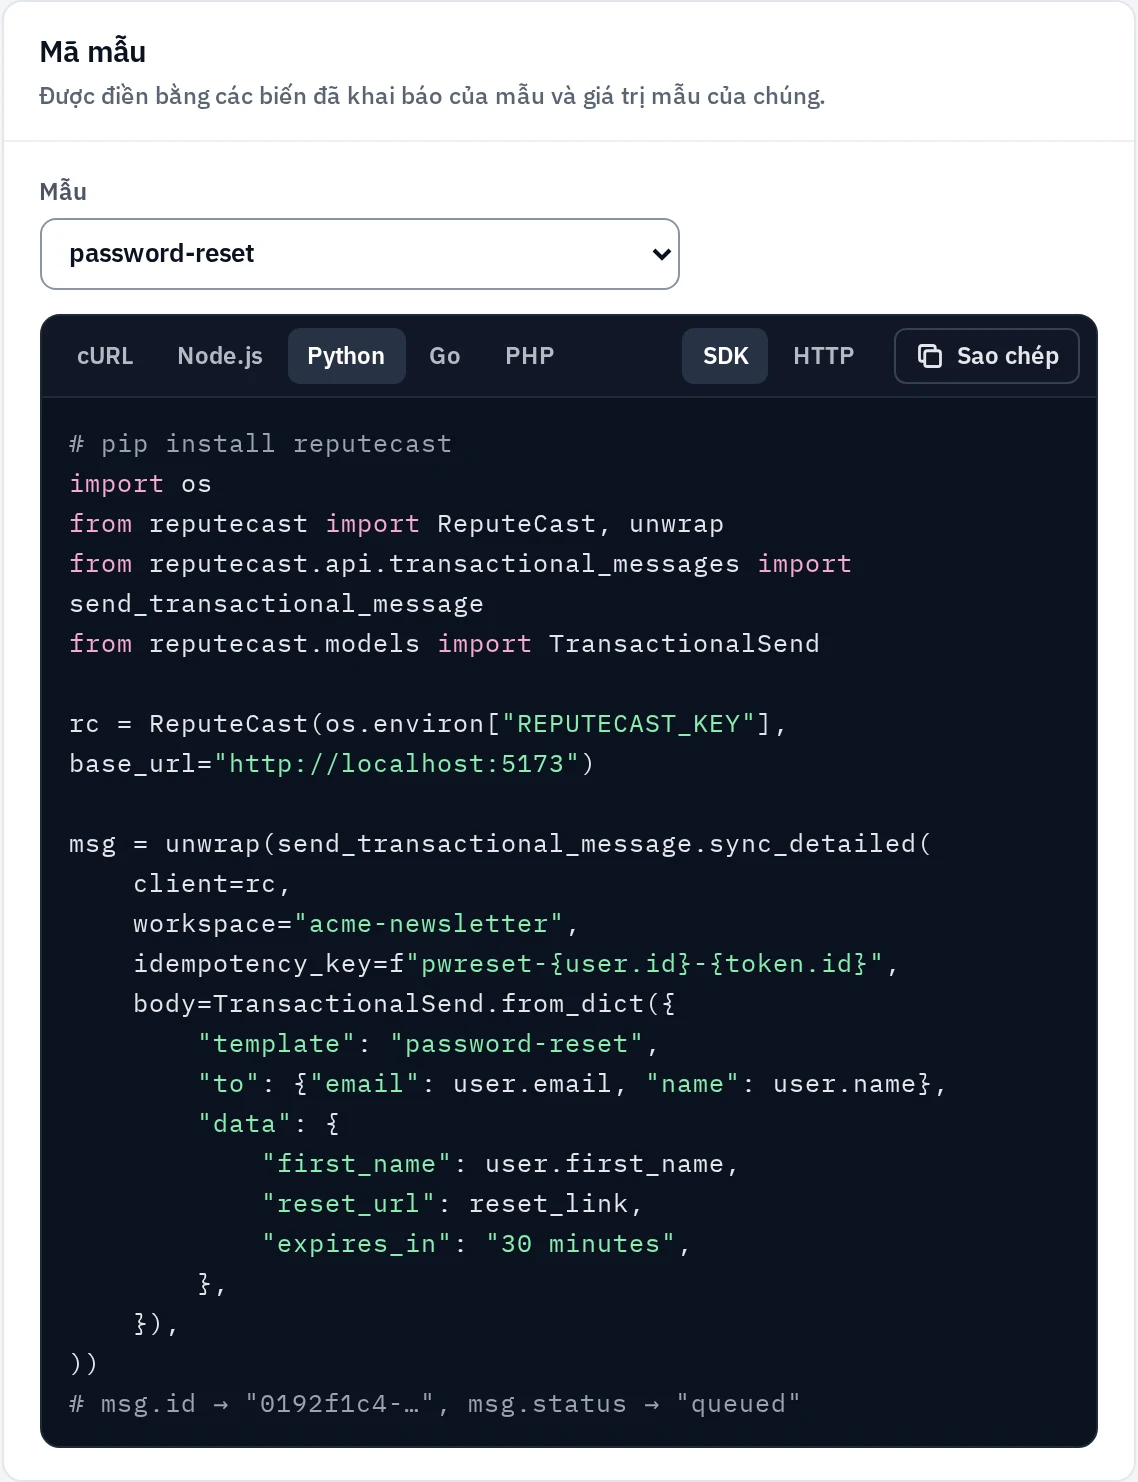 Mã mẫu
Được điền bằng các biến đã khai báo của mẫu và giá trị mẫu của chúng.
Mẫu
password-reset
cURL Node.js Python Go PHP SDK HTTP Sao chép
# pip install reputecast
import os
from reputecast import ReputeCast, unwrap
from reputecast.api.transactional_messages import
send_transactional_message
from reputecast.models import TransactionalSend

rc = ReputeCast(os.environ["REPUTECAST_KEY"],
base_url="http://localhost:5173")

msg = unwrap(send_transactional_message.sync_detailed(
    client=rc,
    workspace="acme-newsletter",
    idempotency_key=f"pwreset-{user.id}-{token.id}",
    body=TransactionalSend.from_dict({
        "template": "password-reset",
        "to": {"email": user.email, "name": user.name},
        "data": {
            "first_name": user.first_name,
            "reset_url": reset_link,
            "expires_in": "30 minutes",
        },
    }),
))
# msg.id → "0192f1c4-…", msg.status → "queued"